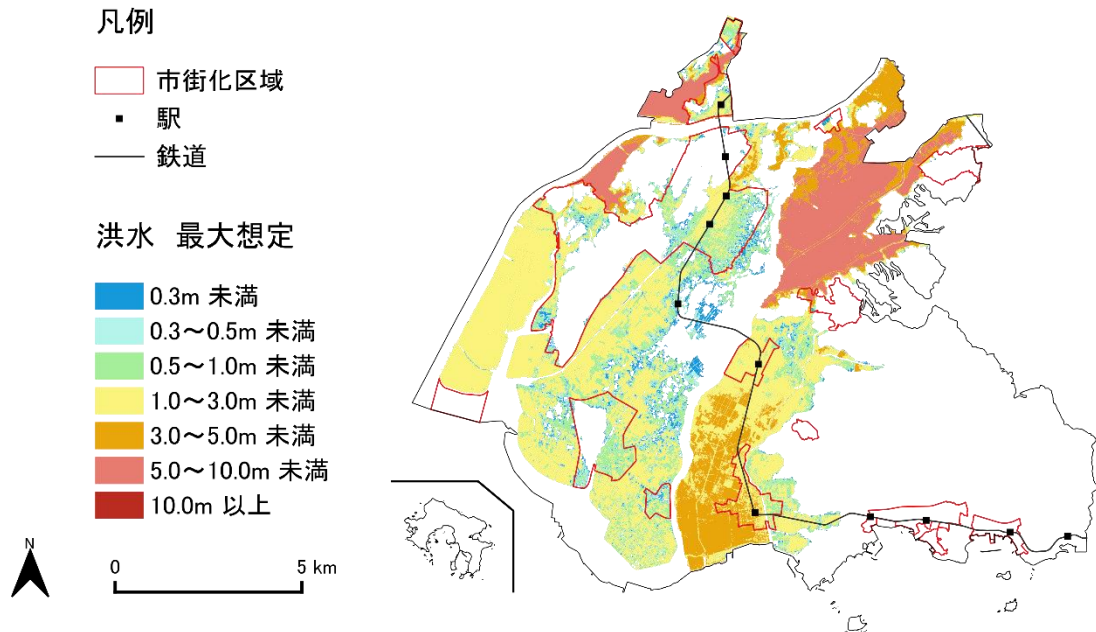 凡例
市街化区域
駅
鉄道
洪水 最大想定
0.3m 未満
0.3～0.5m 未満
0.5～1.0m 未満
1.0～3.0m 未満
3.0～5.0m 未満
5.0～10.0m 未満
10.0m 以上
N
0 5 km